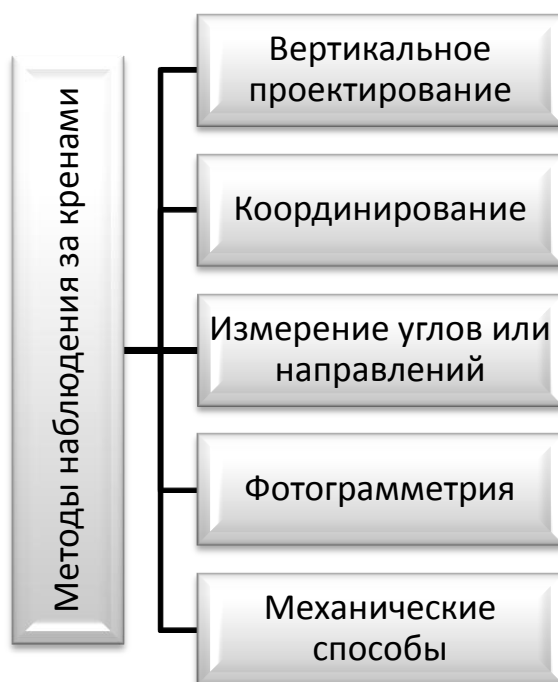 Методы наблюдения за кренами
Вертикальное
проектирование
Координирование
Измерение углов или
направлений
Фотограмметрия
Механические
способы